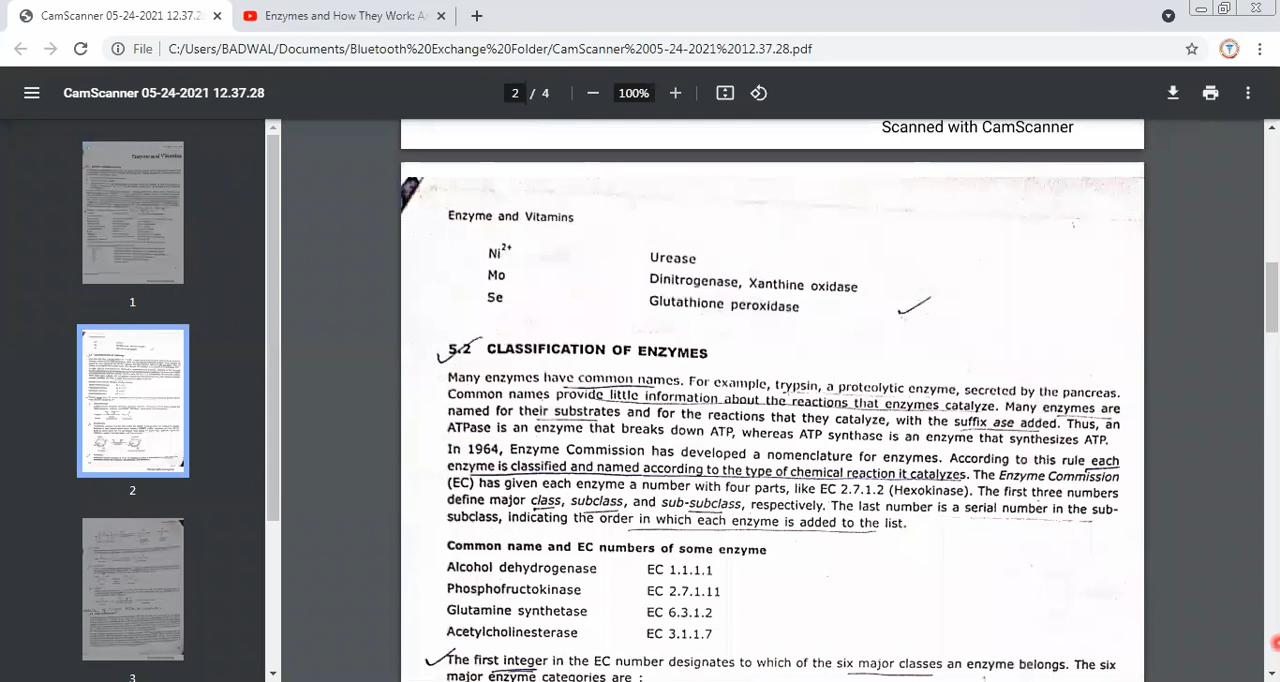 CamScanner 05-24-2021 12.37.2
Enzymes and How They Work: A
File
C:/Users/BADWAL/Documents/Bluetooth%20Exchange%20Folder/CamScanner%2005-24-2021%2012.37.28.pdf
CamScanner 05-24-2021 12.37.28
2 / 4
100%
Scanned with CamScanner
Enzyme and Vitamins
Ni2+ Urease
Mo Dinitrogenase, Xanthine oxidase
Se Glutathione peroxidase
5.2 CLASSIFICATION OF ENZYMES
Many enzymes have common names. For example, trypsin, a proteolytic enzyme, secreted by the pancreas.
Common names provide little information about the reactions that enzymes catalyze. Many enzymes are
named for their substrates and for the reactions that they catalyze, with the suffix ase added. Thus, an
ATPase is an enzyme that breaks down ATP, whereas ATP synthase is an enzyme that synthesizes ATP.
In 1964, Enzyme Commission has developed a nomenclature for enzymes. According to this rule each
enzyme is classified and named according to the type of chemical reaction it catalyzes. The Enzyme Commission
(EC) has given each enzyme a number with four parts, like EC 2.7.1.2 (Hexokinase). The first three numbers
define major class, subclass, and sub-subclass, respectively. The last number is a serial number in the sub-
subclass, indicating the order in which each enzyme is added to the list.
Common name and EC numbers of some enzyme
Alcohol dehydrogenase EC 1.1.1.1
Phosphofructokinase EC 2.7.1.11
Glutamine synthetase EC 6.3.1.2
Acetylcholinesterase EC 3.1.1.7
The first integer in the EC number designates to which of the six major classes an enzyme belongs. The six
major enzyme categories are :
Enzyme and Vitamins
1
2
3